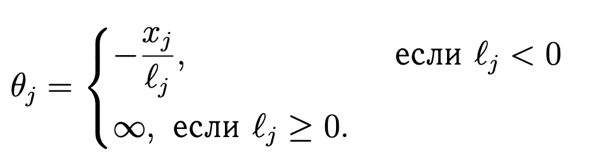 θ_j = { −x_j/ℓ_j, если ℓ_j < 0
∞, если ℓ_j ≥ 0.